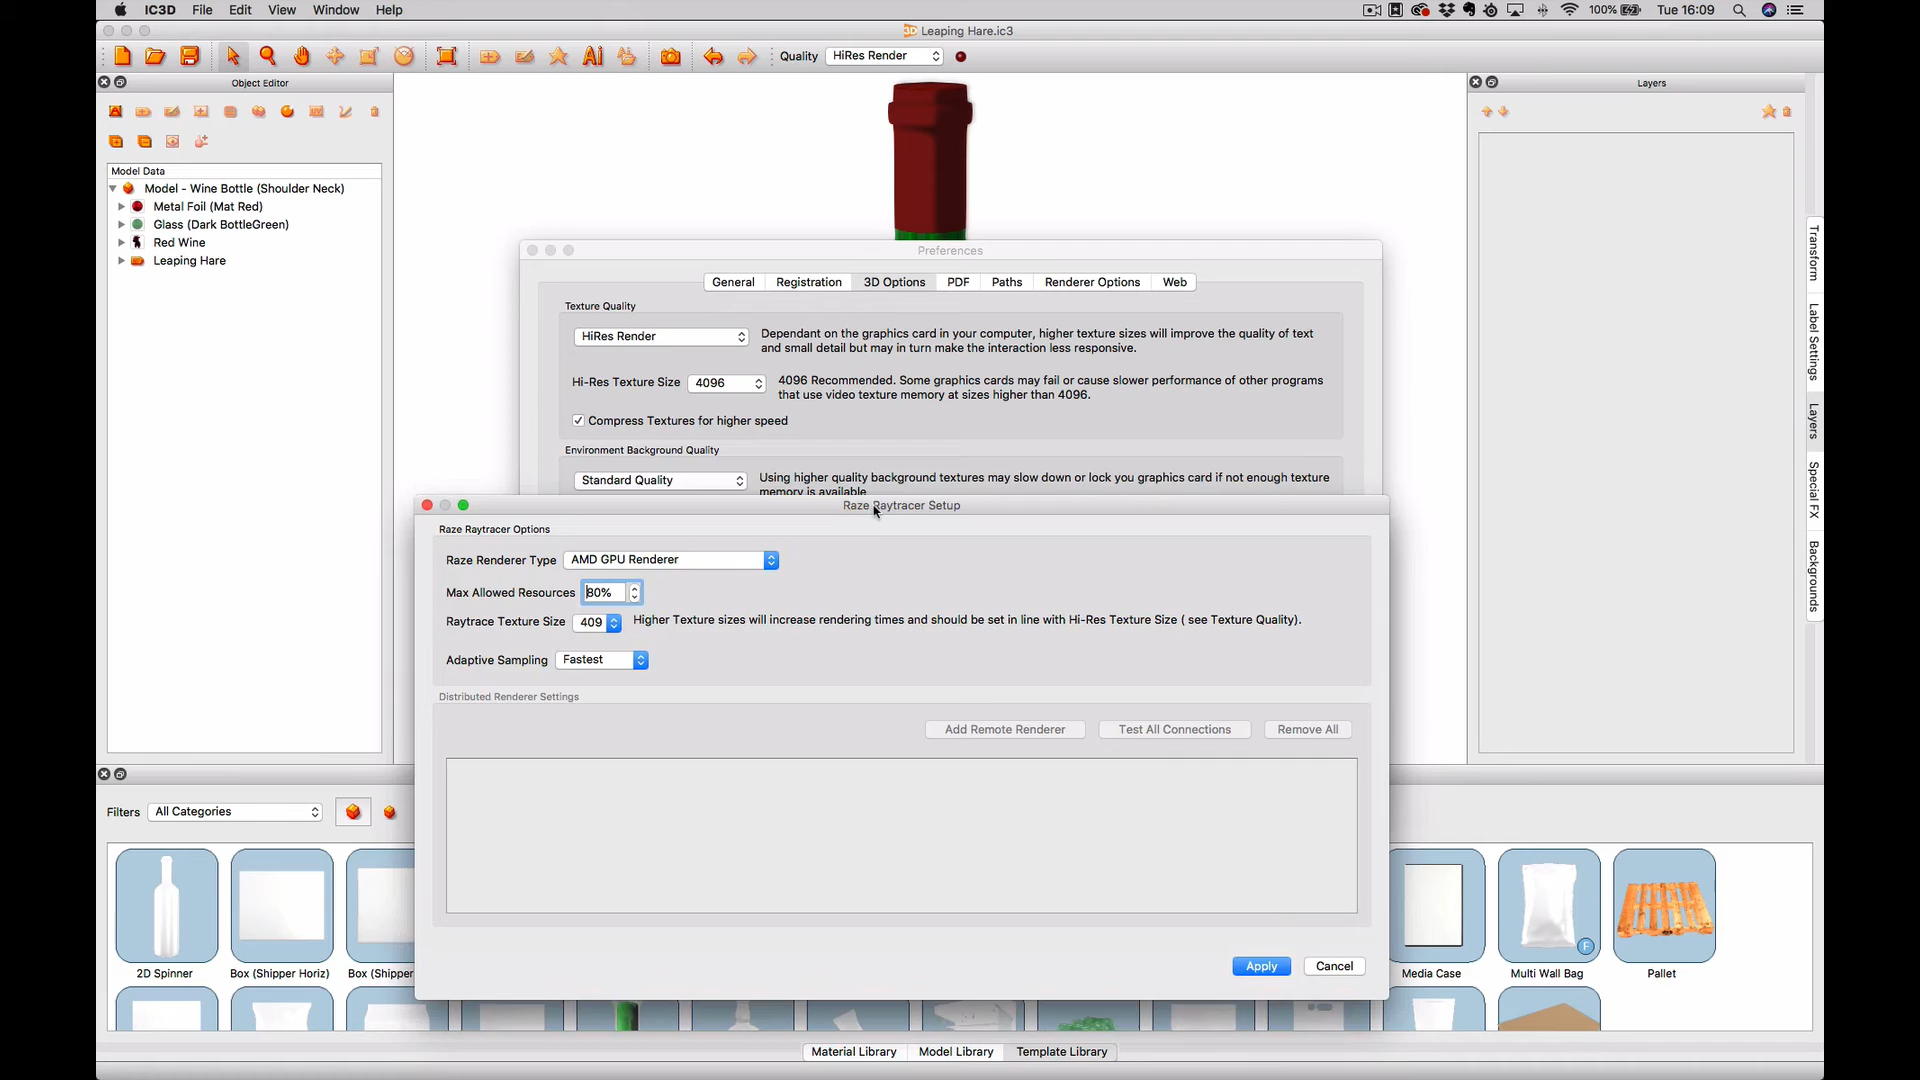 IC3D File Edit View Window Help
100% Tue 16:09
Leaping Hare.ic3
Ai
Quality HiRes Render
Object Editor
Layers
Model Data
Model - Wine Bottle (Shoulder Neck)
Metal Foil (Mat Red)
Glass (Dark BottleGreen)
Red Wine
Leaping Hare
Transform
Label Settings
Layers
Special FX
Backgrounds
Preferences
General Registration 3D Options PDF Paths Renderer Options Web
Texture Quality
HiRes Render
Dependant on the graphics card in your computer, higher texture sizes will improve the quality of text
and small detail but may in turn make the interaction less responsive.
Hi-Res Texture Size 4096
4096 Recommended. Some graphics cards may fail or cause slower performance of other programs
that use video texture memory at sizes higher than 4096.
Compress Textures for higher speed
Environment Background Quality
Standard Quality
Using higher quality background textures may slow down or lock you graphics card if not enough texture
memory is available
Raze Raytracer Setup
Raze Raytracer Options
Raze Renderer Type AMD GPU Renderer
Max Allowed Resources 80%
Raytrace Texture Size 409 Higher Texture sizes will increase rendering times and should be set in line with Hi-Res Texture Size ( see Texture Quality).
Adaptive Sampling Fastest
Distributed Renderer Settings
Add Remote Renderer Test All Connections Remove All
Apply Cancel
Filters All Categories
2D Spinner
Box (Shipper Horiz)
Box (Shipper
Media Case
F
Multi Wall Bag
Pallet
Material Library Model Library Template Library